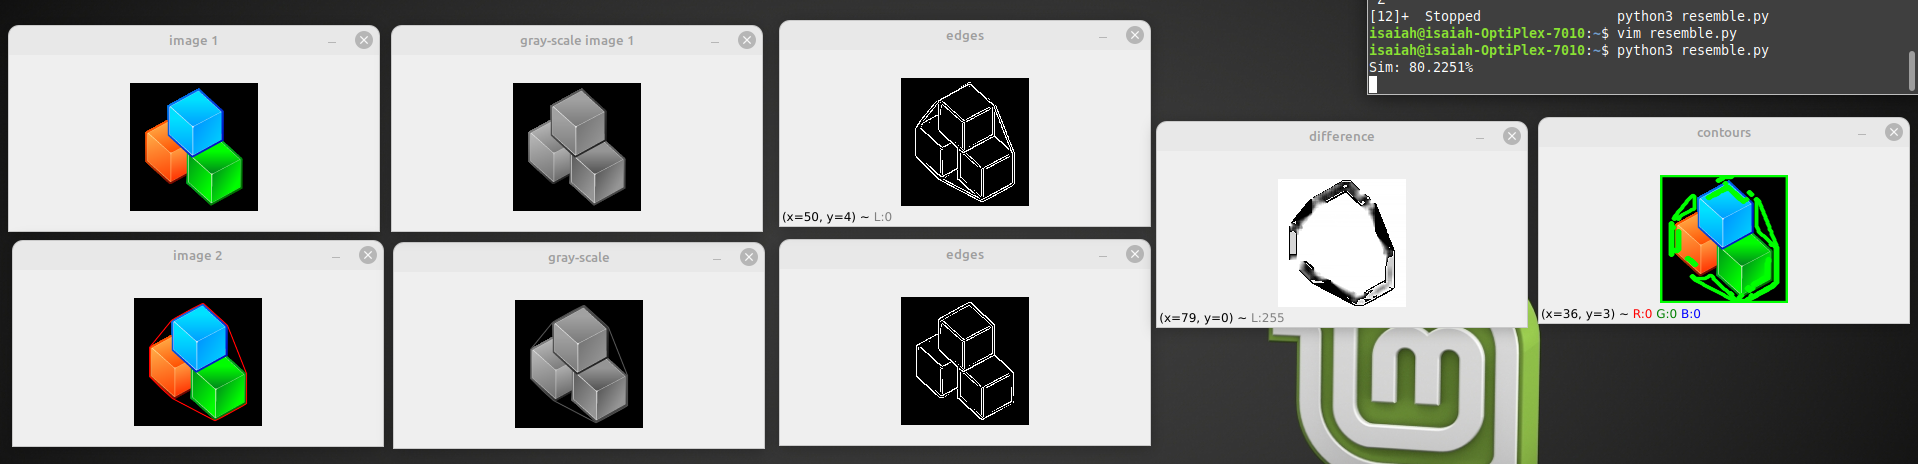 image 1
gray-scale image 1
edges
(x=50, y=4) ~ L:0
[12]+  Stopped                 python3 resemble.py
isaiah@isaiah-OptiPlex-7010:~$ vim resemble.py
isaiah@isaiah-OptiPlex-7010:~$ python3 resemble.py
Sim: 80.2251%
image 2
gray-scale
edges
difference
(x=79, y=0) ~ L:255
contours
(x=36, y=3) ~ R:0 G:0 B:0